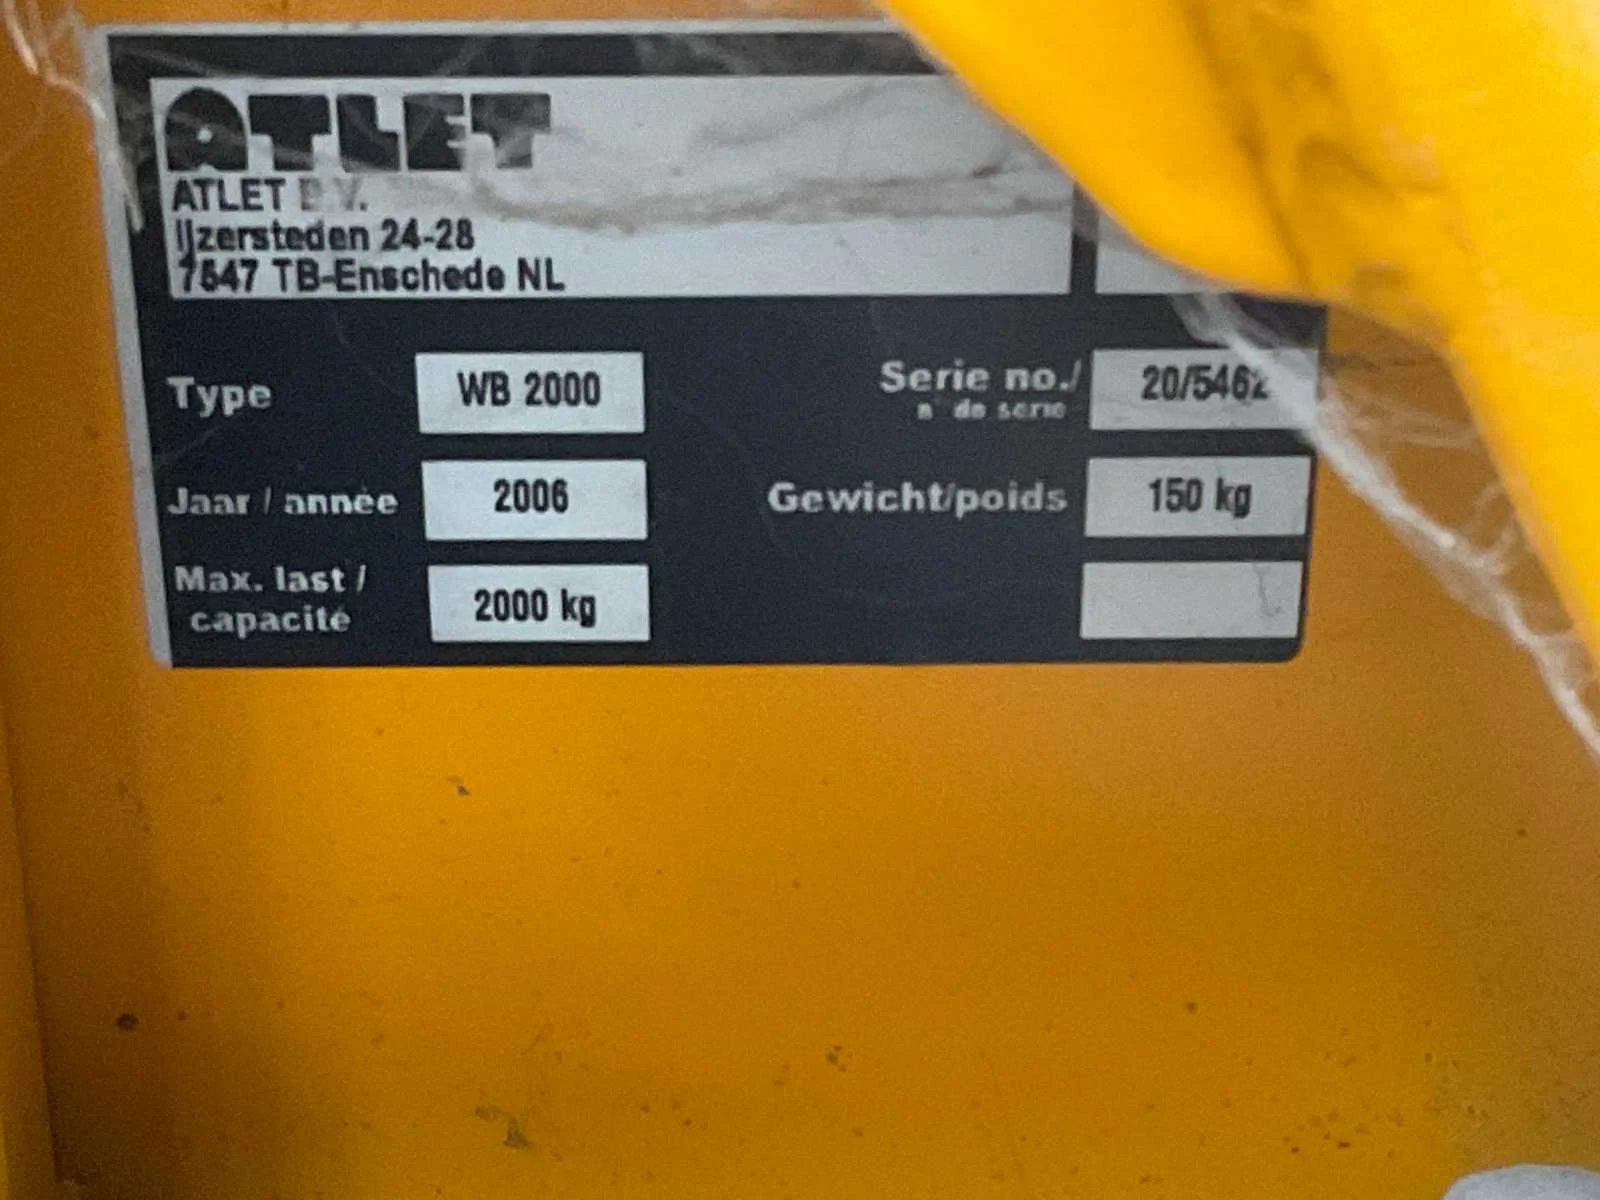 ATLET
ATLET B.V.
IJzersteden 24-28
7547 TB-Enschede NL
Type WB 2000 Serie no./ 20/5462
n° de serie
Jaar / année 2006 Gewicht/poids 150 kg
Max. last / capacité 2000 kg